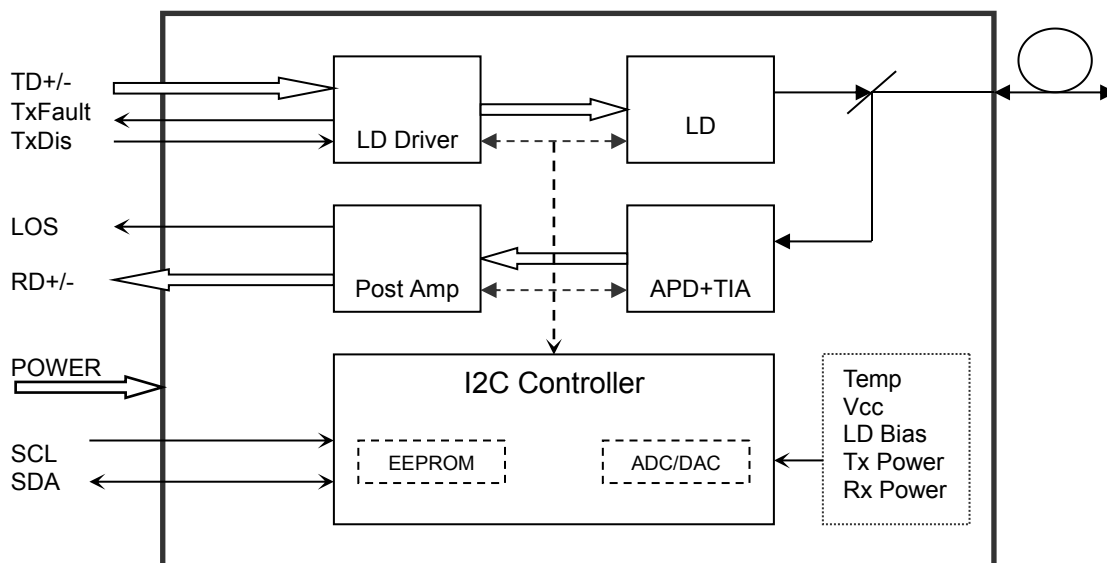 TD+/-
TxFault
TxDis
LD Driver
LD
LOS
RD+/-
Post Amp
APD+TIA
POWER
SCL
SDA
I2C Controller
EEPROM
ADC/DAC
Temp
Vcc
LD Bias
Tx Power
Rx Power